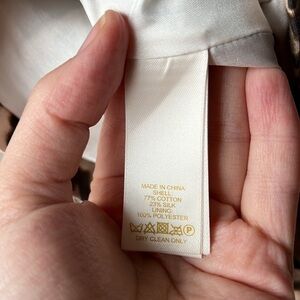 MADE IN CHINA
SHELL:
77% COTTON
23% SILK
LINING:
100% POLYESTER
P
DRY CLEAN ONLY